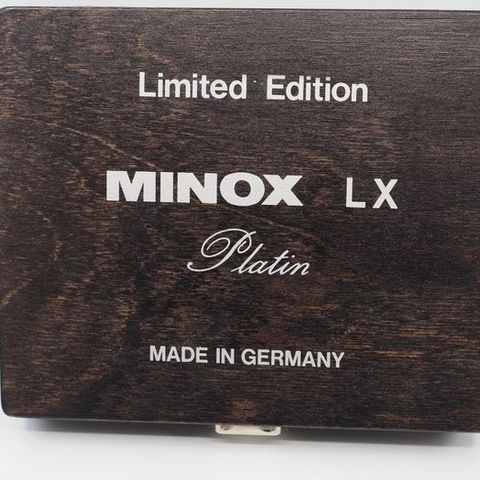 Limited Edition
MINOX LX
Platin
MADE IN GERMANY